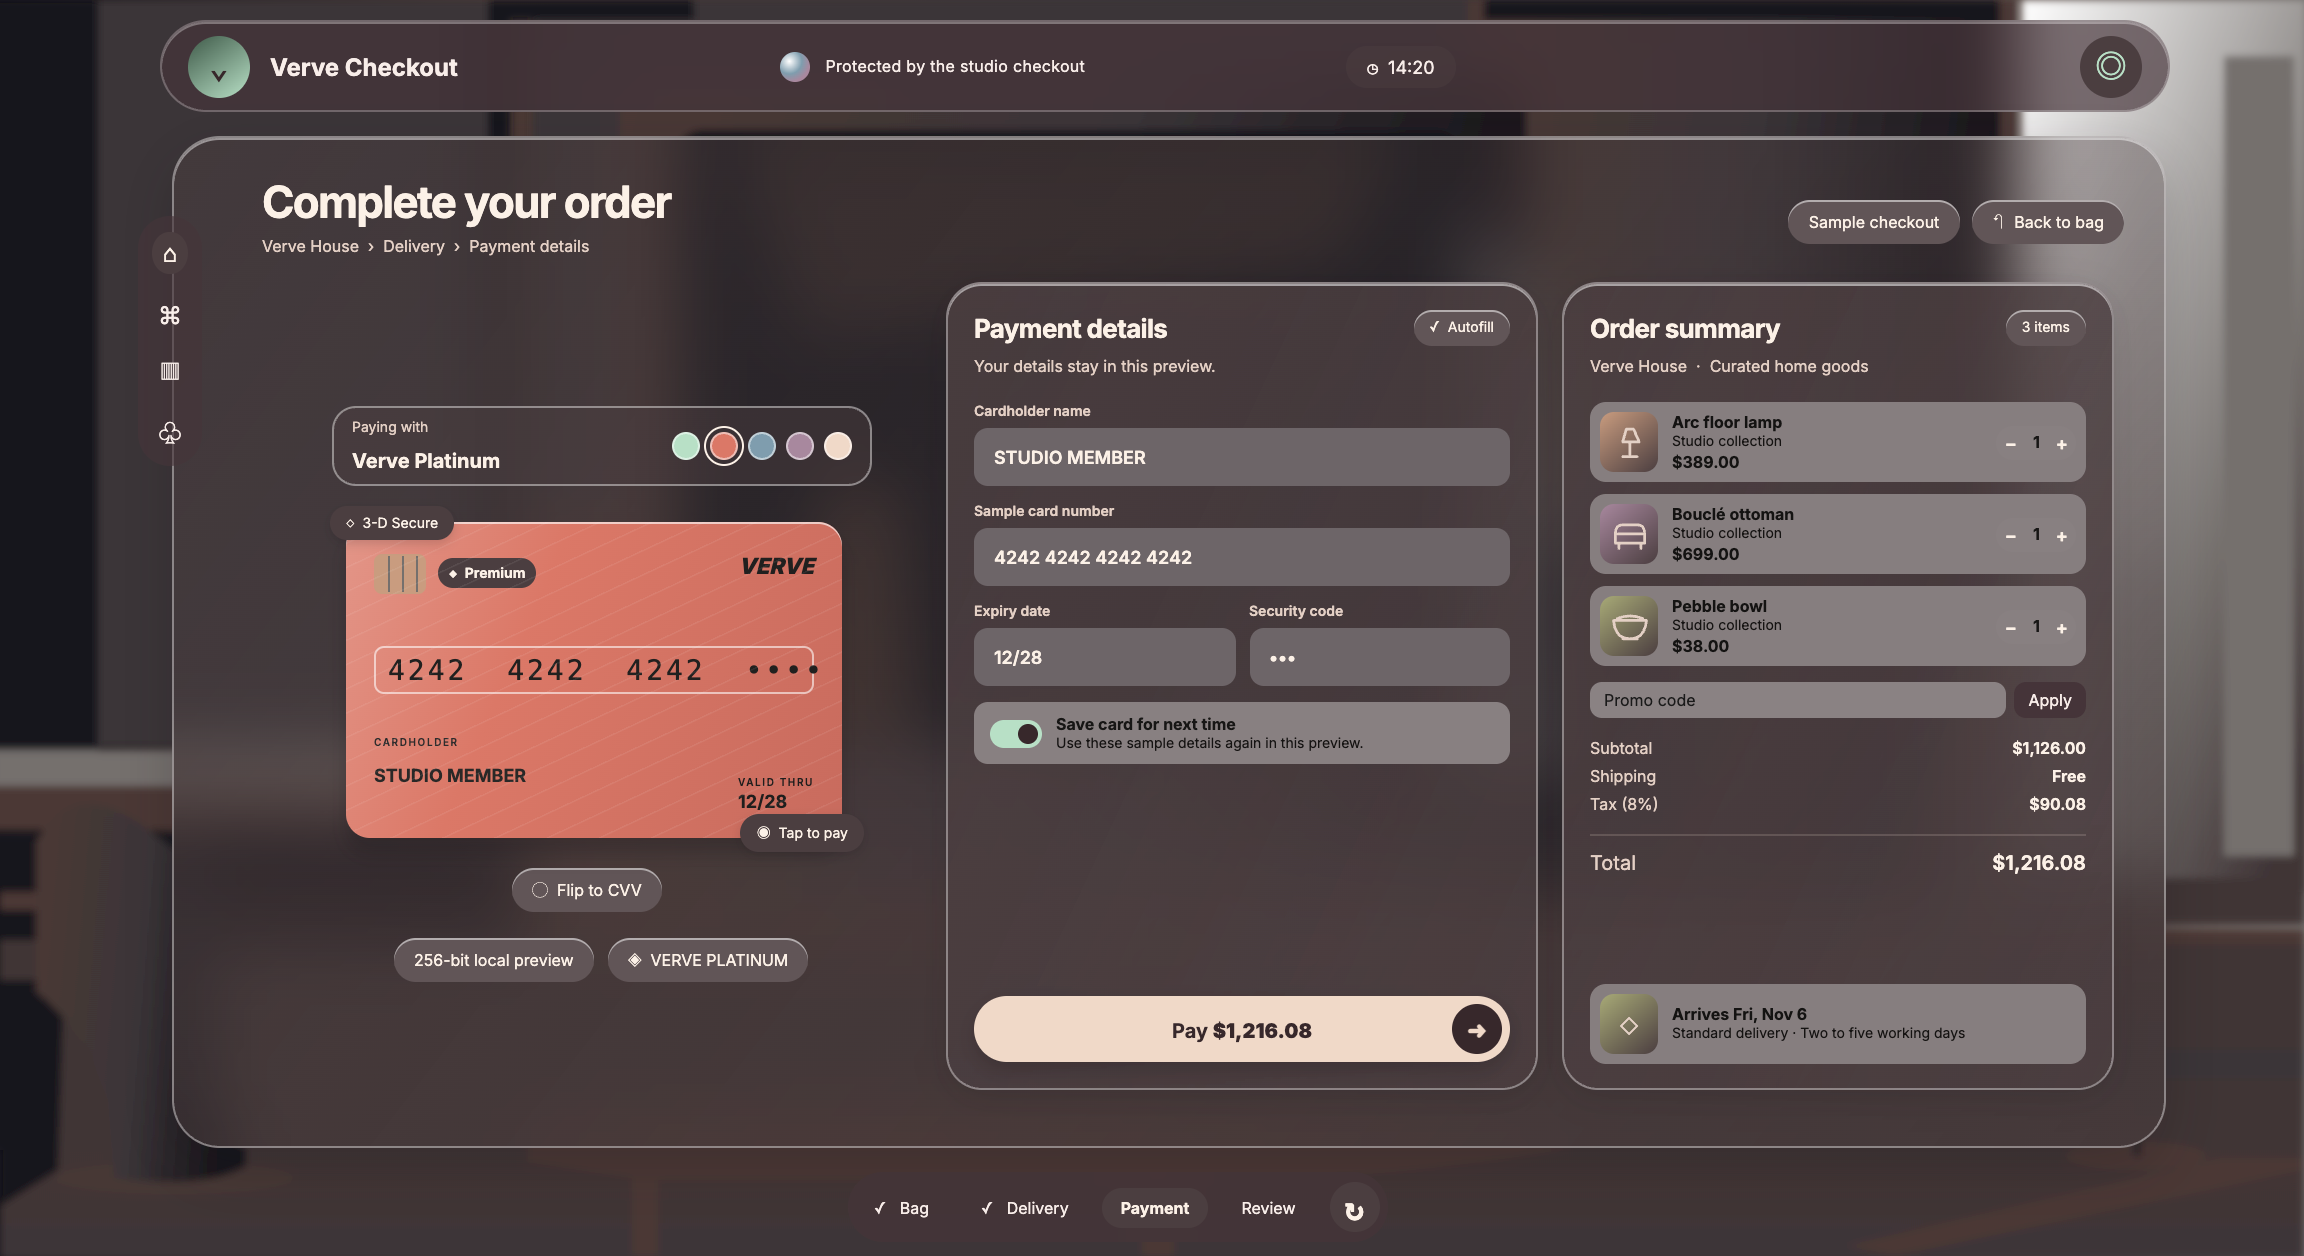 Verve Checkout
Protected by the studio checkout
14:20
Complete your order
Verve House › Delivery › Payment details
Sample checkout
Back to bag
Paying with
Verve Platinum
3-D Secure
Premium
VERVE
4242 4242 4242 ••••
CARDHOLDER
STUDIO MEMBER
VALID THRU
12/28
Tap to pay
Flip to CVV
256-bit local preview
VERVE PLATINUM
Payment details
✓ Autofill
Your details stay in this preview.
Cardholder name
STUDIO MEMBER
Sample card number
4242 4242 4242 4242
Expiry date
Security code
12/28
•••
Save card for next time
Use these sample details again in this preview.
Pay $1,216.08
Order summary
3 items
Verve House · Curated home goods
Arc floor lamp
Studio collection
$389.00
− 1 +
Bouclé ottoman
Studio collection
$699.00
− 1 +
Pebble bowl
Studio collection
$38.00
− 1 +
Promo code
Apply
Subtotal $1,126.00
Shipping Free
Tax (8%) $90.08
Total $1,216.08
Arrives Fri, Nov 6
Standard delivery · Two to five working days
✓ Bag
✓ Delivery
Payment
Review